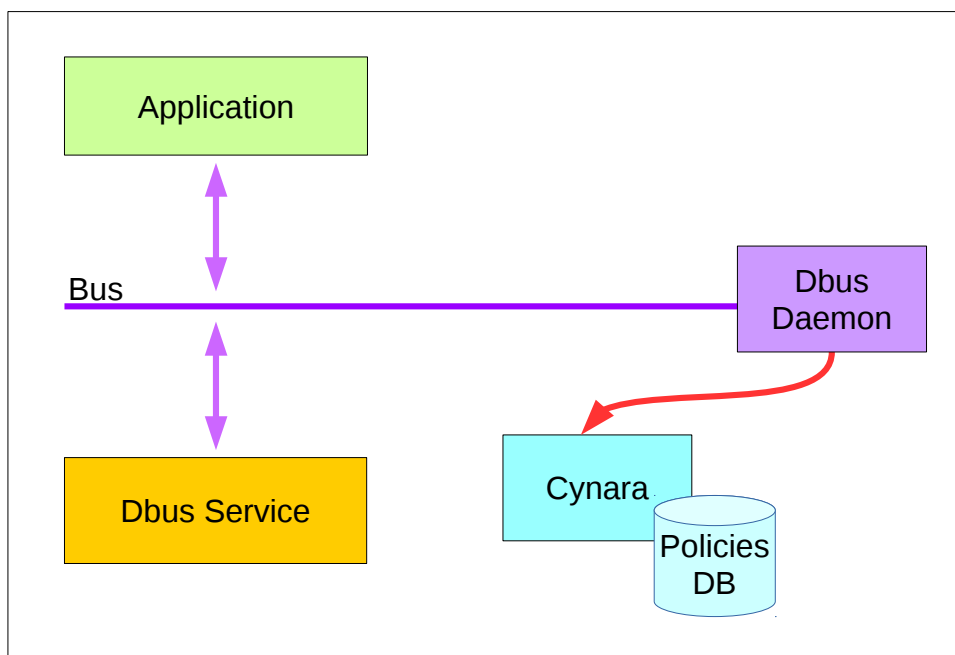 Application
Bus
Dbus
Daemon
Dbus Service
Cynara
Policies
DB